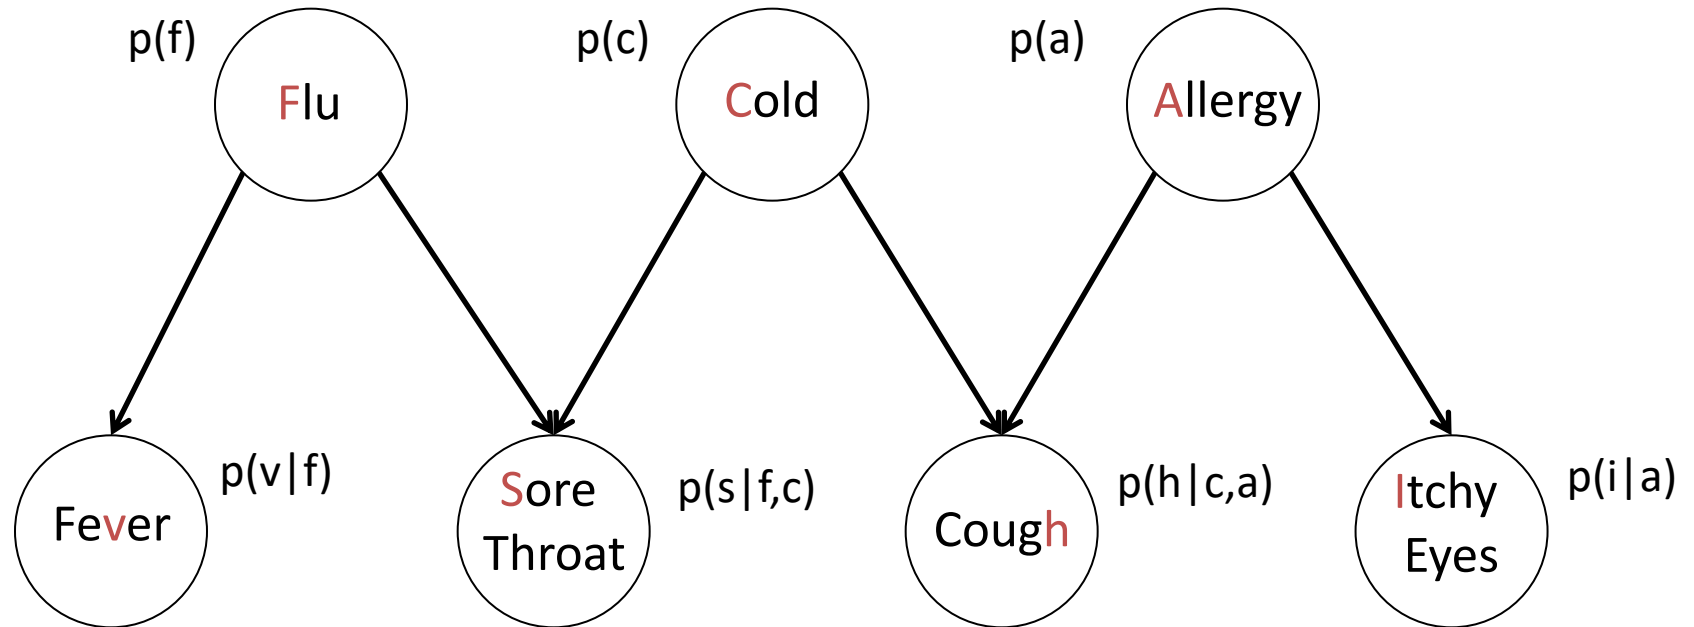 p(f)
Flu
p(c)
Cold
p(a)
Allergy
Fever
p(v|f)
Sore
Throat
p(s|f,c)
Cough
p(h|c,a)
Itchy
Eyes
p(i|a)